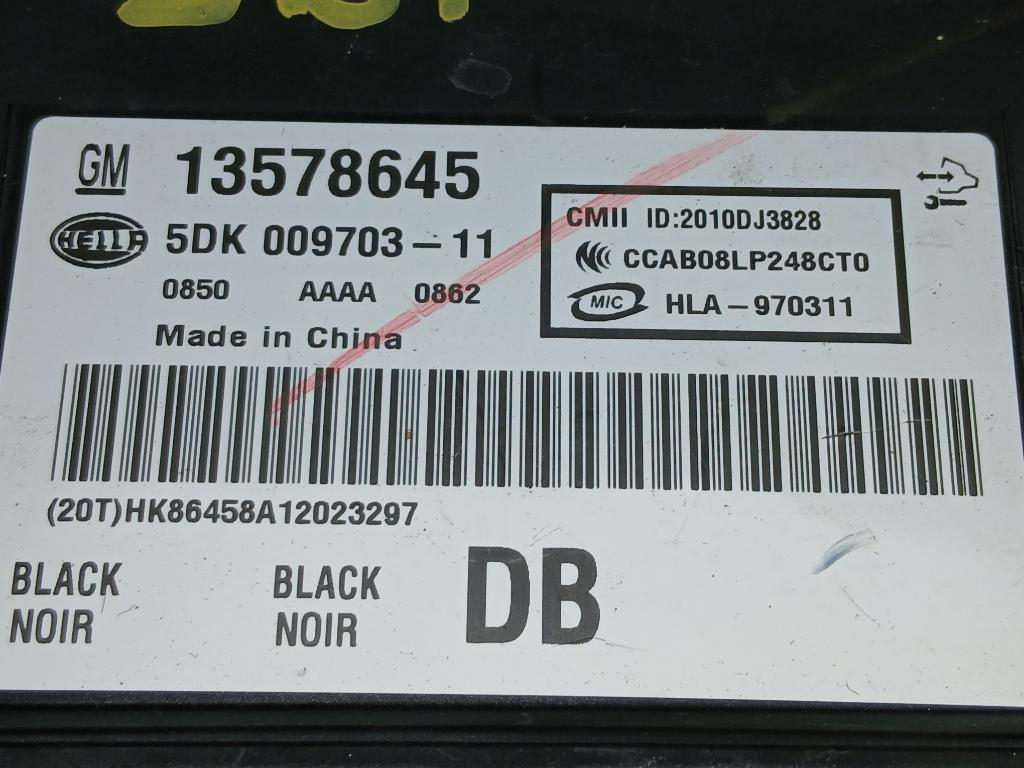 GM 13578645
HELLA 5DK 009703-11
0850 AAAA 0862
Made in China
CMII ID:2010DJ3828
CCC CCAB08LP248CT0
MIC HLA-970311
(20T)HK86458A12023297
BLACK BLACK DB
NOIR NOIR